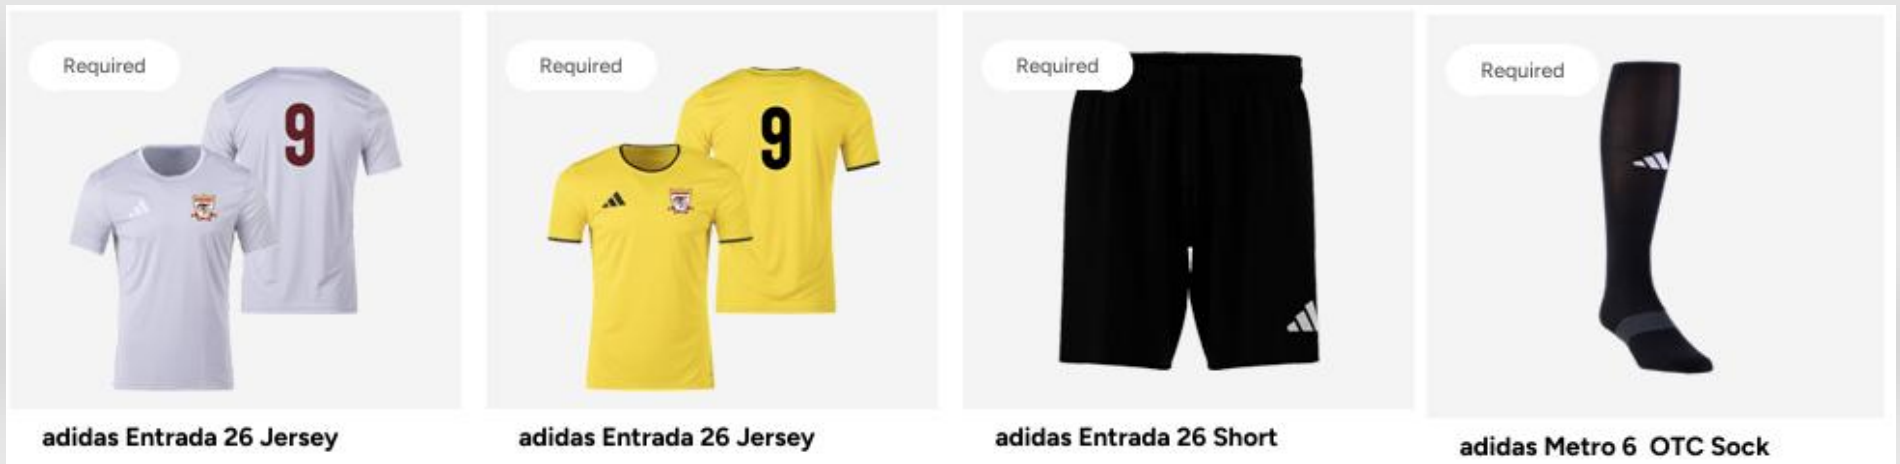 Required
9
adidas Entrada 26 Jersey
Required
9
adidas Entrada 26 Jersey
Required
adidas Entrada 26 Short
Required
adidas Metro 6  OTC Sock